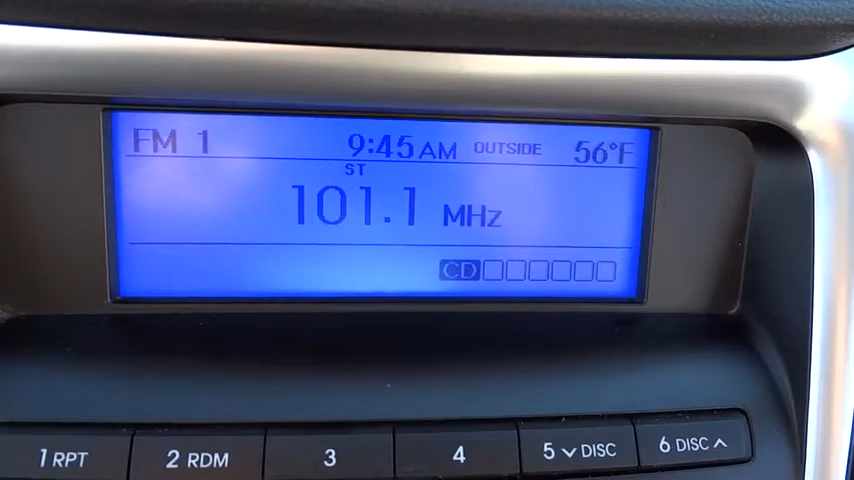 FM 1 9:45 AM OUTSIDE 56°F
ST
101.1 MHz
CD
1 RPT 2 RDM 3 4 5 DISC 6 DISC